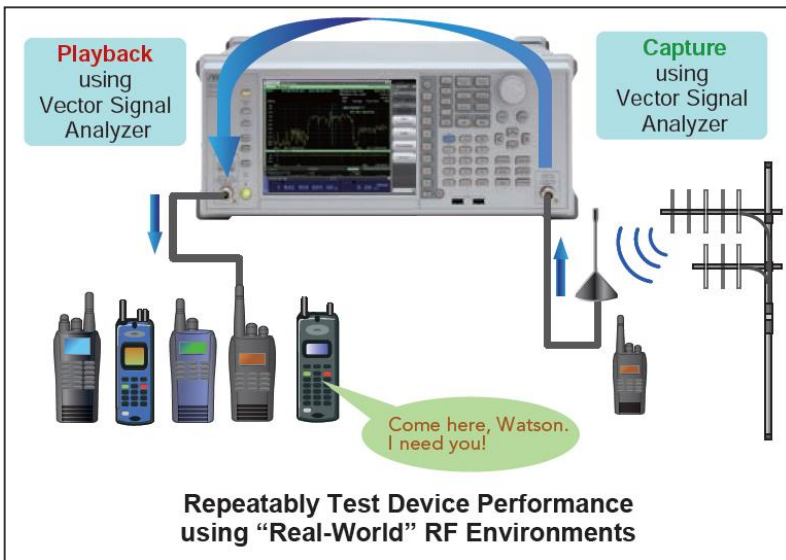 Playback
using
Vector Signal
Analyzer
Capture
using
Vector Signal
Analyzer
Come here, Watson.
I need you!
Repeatably Test Device Performance
using “Real-World” RF Environments